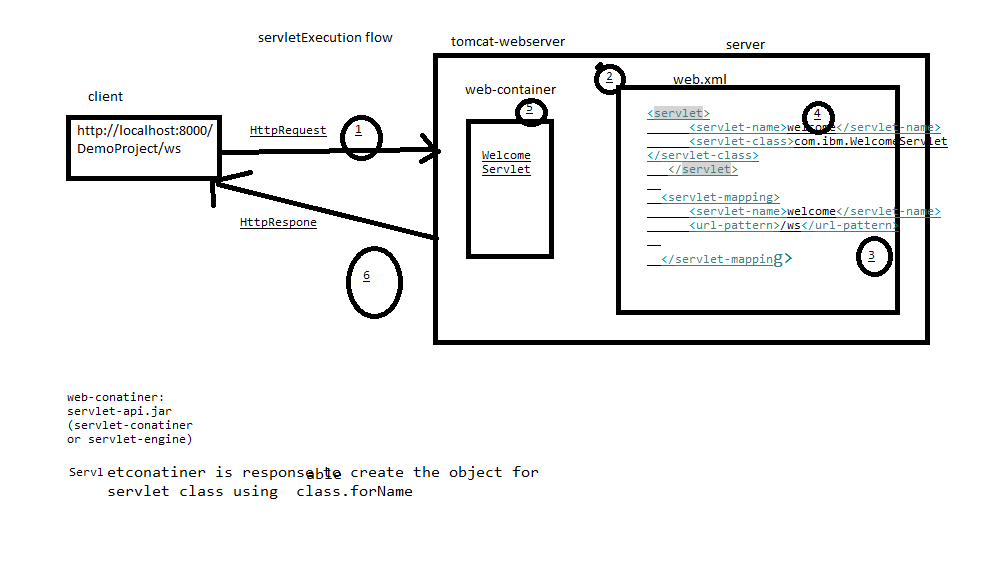 servletExecution flow
tomcat-webserver
server
client
http://localhost:8000/
DemoProject/ws
HttpRequest
1
HttpRespone
6
web-container
5
Welcome
Servlet
2
web.xml
4
<servlet>
<servlet-name>welcome</servlet-name>
<servlet-class>com.ibm.WelcomeServlet
</servlet-class>
</servlet>
<servlet-mapping>
<servlet-name>welcome</servlet-name>
<url-pattern>/ws</url-pattern>
3
</servlet-mapping>
web-conatiner:
servlet-api.jar
(servlet-conatiner
or servlet-engine)
Servletconatiner is response to create the object for
able
servlet class using class.forName